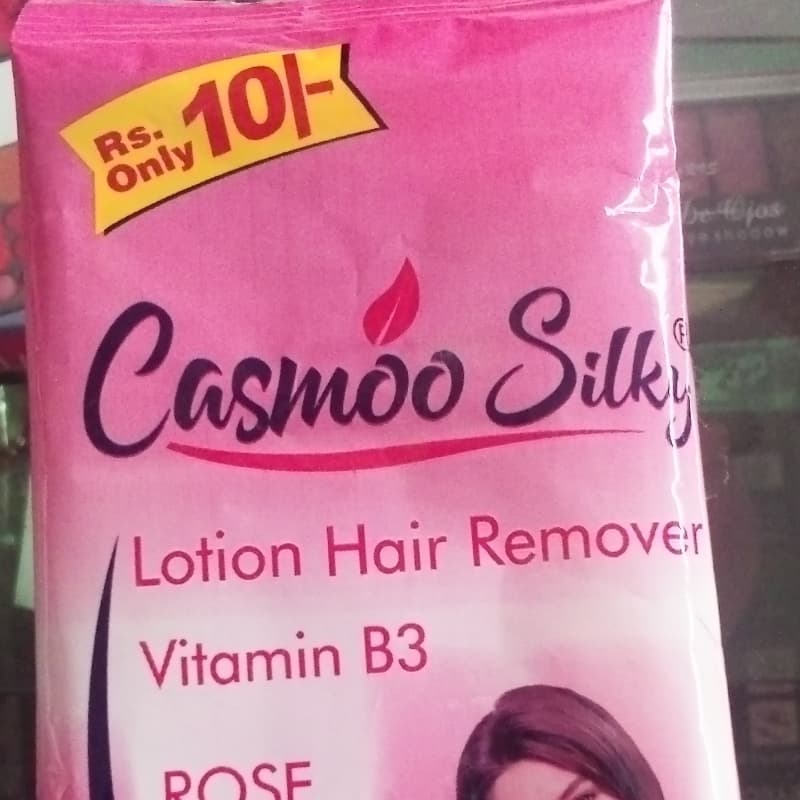 Rs.
Only 10/-
Casmoo Silky
Lotion Hair Remover
Vitamin B3
ROSE